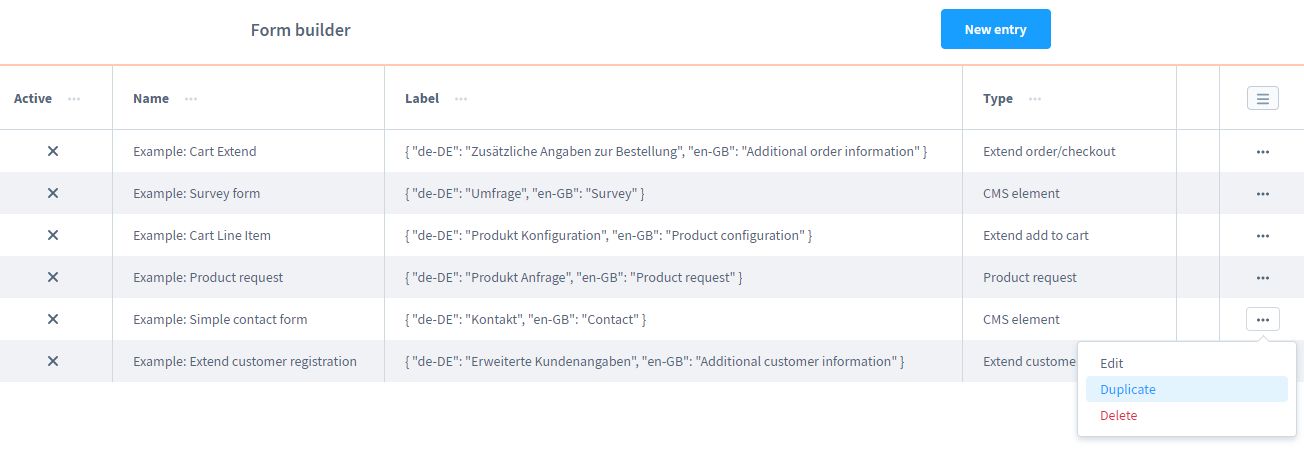 Form builder New entry
Active Name Label Type
Example: Cart Extend { "de-DE": "Zusätzliche Angaben zur Bestellung", "en-GB": "Additional order information" } Extend order/checkout
Example: Survey form { "de-DE": "Umfrage", "en-GB": "Survey" } CMS element
Example: Cart Line Item { "de-DE": "Produkt Konfiguration", "en-GB": "Product configuration" } Extend add to cart
Example: Product request { "de-DE": "Produkt Anfrage", "en-GB": "Product request" } Product request
Example: Simple contact form { "de-DE": "Kontakt", "en-GB": "Contact" } CMS element
Example: Extend customer registration { "de-DE": "Erweiterte Kundenangaben", "en-GB": "Additional customer information" } Extend custome
Edit
Duplicate
Delete